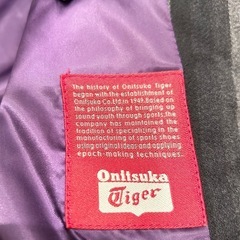 The history of Onitsuka Tiger
began with the establishment of
Onitsuka Co.Ltd.in 1949.Based on
the philosophy of bringing up
sound youth through sports, the
company has maintained the
tradition of specializing in the
manufacturing of sports shoes
using original ideas and applying
epoch-making techniques.
Onitsuka
Tiger